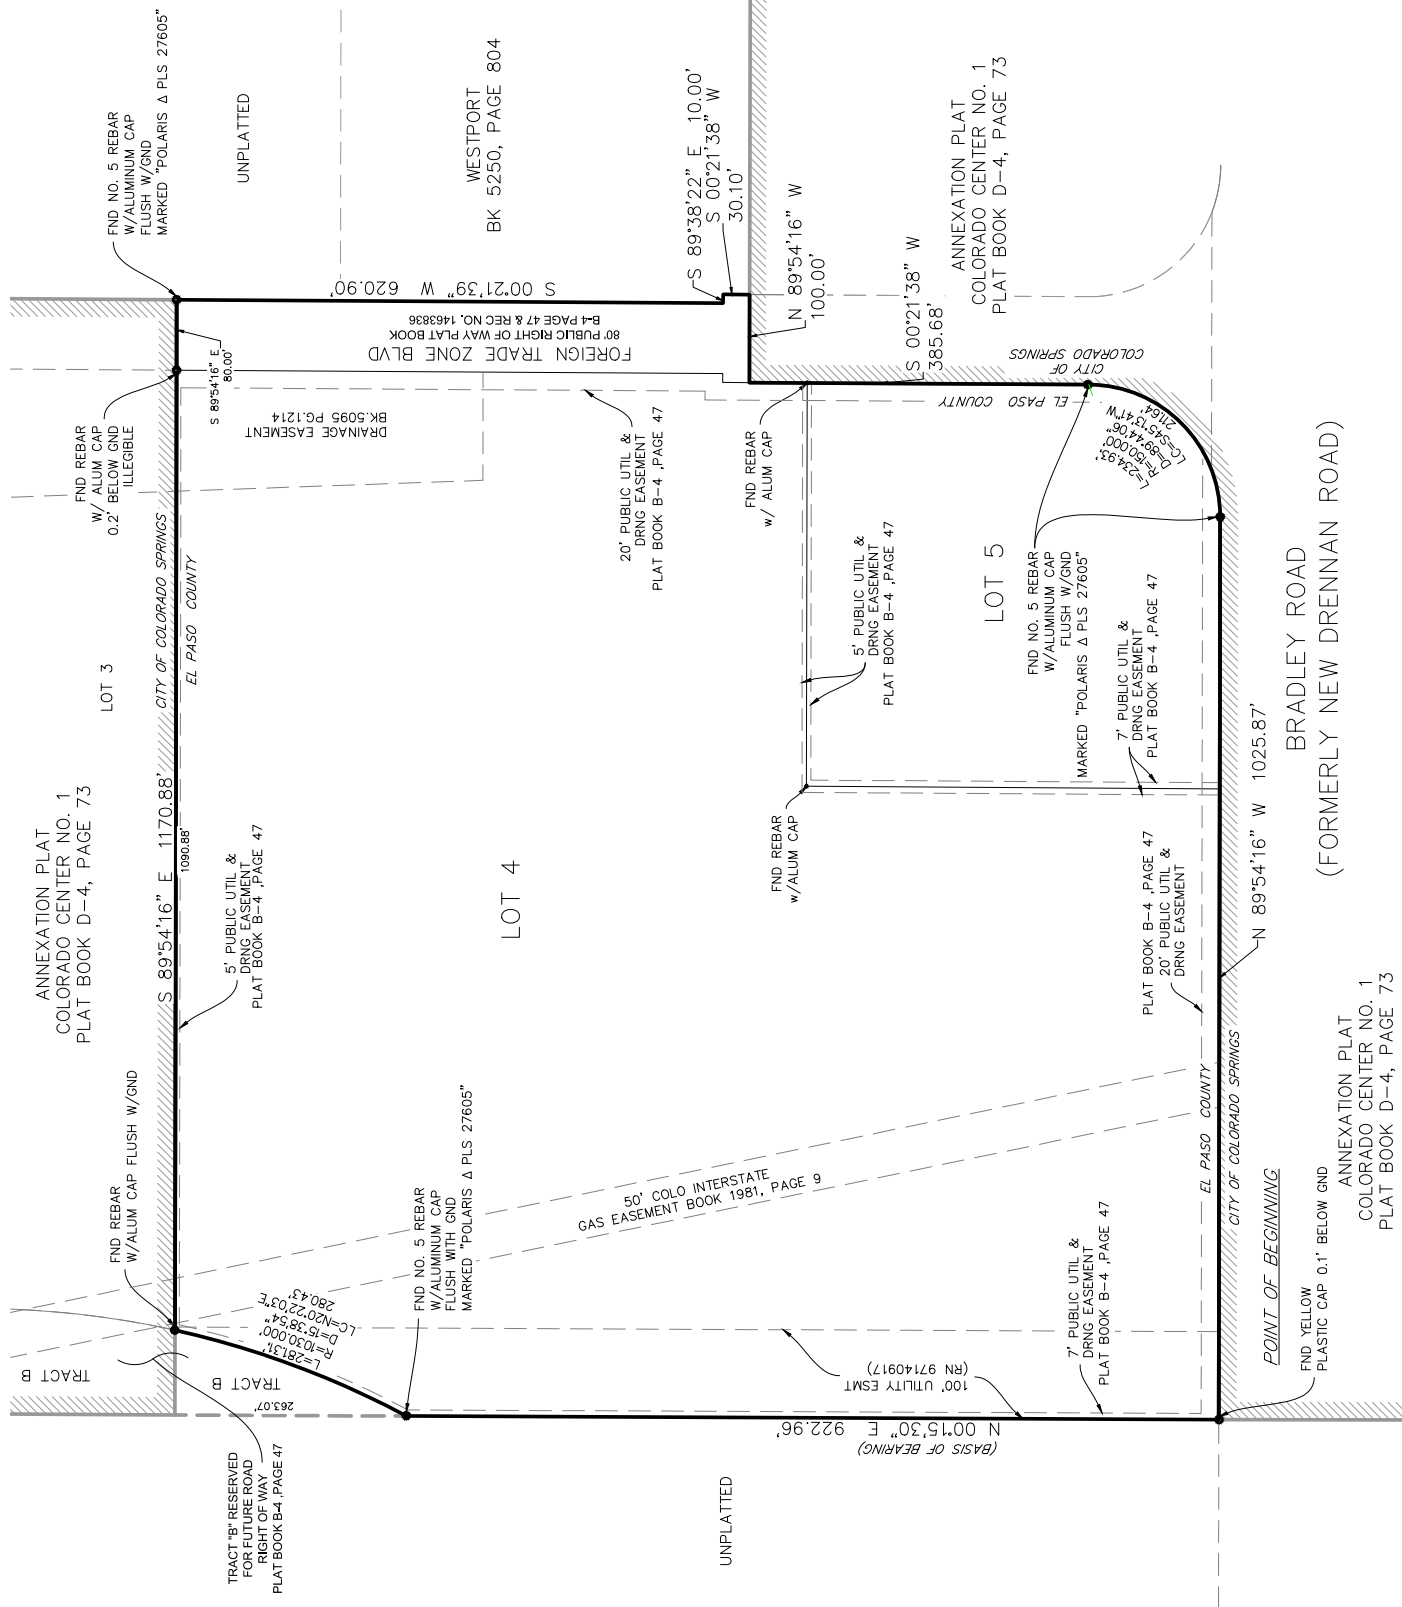 FND NO. 5 REBAR
W/ALUMINUM CAP
FLUSH W/GND
MARKED "POLARIS Δ PLS 27605"
UNPLATTED
WESTPORT
BK 5250, PAGE 804
S 89°38'22" E  10.00'
S 00°21'38" W
30.10'
N 89°54'16" W
100.00'
S 00°21'38" W
385.68'
ANNEXATION PLAT
COLORADO CENTER NO. 1
PLAT BOOK D-4, PAGE 73
S 00°21'39" W  620.90'
FOREIGN TRADE ZONE BLVD
80' PUBLIC RIGHT OF WAY PLAT BOOK
B-4 PAGE 47 & REC NO. 1463836
S 89°54'16" E
80.00'
FND REBAR
W/ ALUM CAP
0.2' BELOW GND
ILLEGIBLE
DRAINAGE EASEMENT
BK.5095 PG.1214
20' PUBLIC UTIL &
DRNG EASEMENT
PLAT BOOK B-4 ,PAGE 47
FND REBAR
w/ ALUM CAP
EL PASO COUNTY
CITY OF
COLORADO SPRINGS
L=234.93'
R=150.000'
D=89°44'06"
LC=S45°13'41"W
211.64'
CITY OF COLORADO SPRINGS
EL PASO COUNTY
LOT 3
5' PUBLIC UTIL &
DRNG EASEMENT
PLAT BOOK B-4 ,PAGE 47
LOT 5
FND NO. 5 REBAR
W/ALUMINUM CAP
FLUSH W/GND
MARKED "POLARIS Δ PLS 27605"
7' PUBLIC UTIL &
DRNG EASEMENT
PLAT BOOK B-4 ,PAGE 47
BRADLEY ROAD
(FORMERLY NEW DRENNAN ROAD)
N 89°54'16" W  1025.87'
ANNEXATION PLAT
COLORADO CENTER NO. 1
PLAT BOOK D-4, PAGE 73
S 89°54'16" E  1170.88'
1090.88'
5' PUBLIC UTIL &
DRNG EASEMENT
PLAT BOOK B-4 ,PAGE 47
LOT 4
FND REBAR
w/ALUM CAP
PLAT BOOK B-4 ,PAGE 47
20' PUBLIC UTIL &
DRNG EASEMENT
FND REBAR
W/ALUM CAP FLUSH W/GND
FND NO. 5 REBAR
W/ALUMINUM CAP
FLUSH WITH GND
MARKED "POLARIS Δ PLS 27605"
50' COLO INTERSTATE
GAS EASEMENT BOOK 1981, PAGE 9
EL PASO COUNTY
CITY OF COLORADO SPRINGS
ANNEXATION PLAT
COLORADO CENTER NO. 1
PLAT BOOK D-4, PAGE 73
L=281.31'
R=1030.000'
D=15°38'54"
LC=N20°22'03"E
280.43'
TRACT B
TRACT B
263.07'
100' UTILITY ESMT
(RN 97140917)
7' PUBLIC UTIL &
DRNG EASEMENT
PLAT BOOK B-4 ,PAGE 47
POINT OF BEGINNING
FND YELLOW
PLASTIC CAP 0.1' BELOW GND
N 00°15'30" E  922.96'
(BASIS OF BEARING)
TRACT "B" RESERVED
FOR FUTURE ROAD
RIGHT OF WAY
PLAT BOOK B-4 ,PAGE 47
UNPLATTED